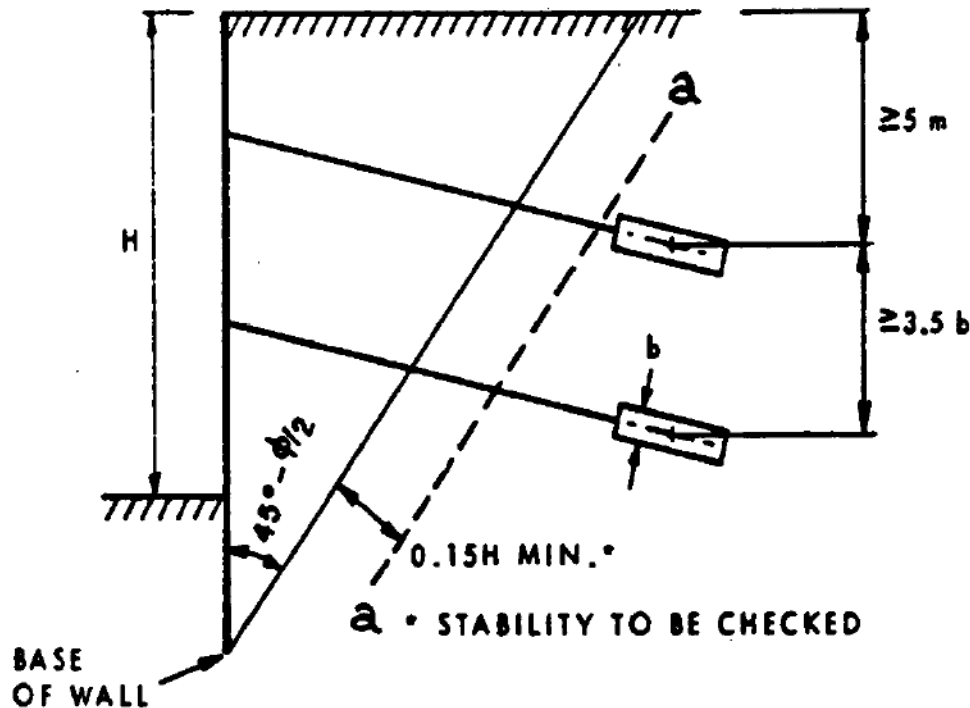 a
≧5 m
H
≧3.5 b
b
45°-ϕ/2
0.15H MIN.*
a * STABILITY TO BE CHECKED
BASE
OF WALL